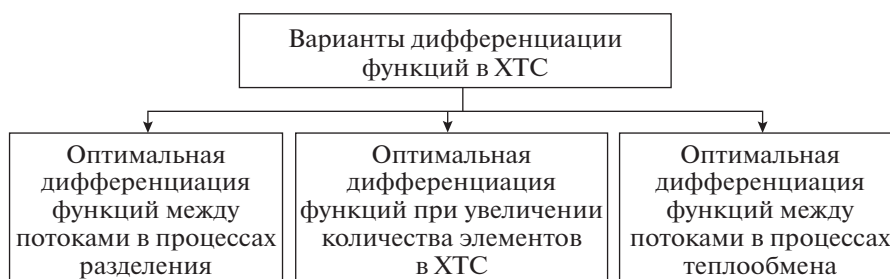 Варианты дифференциации
функций в ХТС
Оптимальная
дифференциация
функций между
потоками в процессах
разделения
Оптимальная
дифференциация
функций при увеличении
количества элементов
в ХТС
Оптимальная
дифференциация
функций между
потоками в процессах
теплообмена